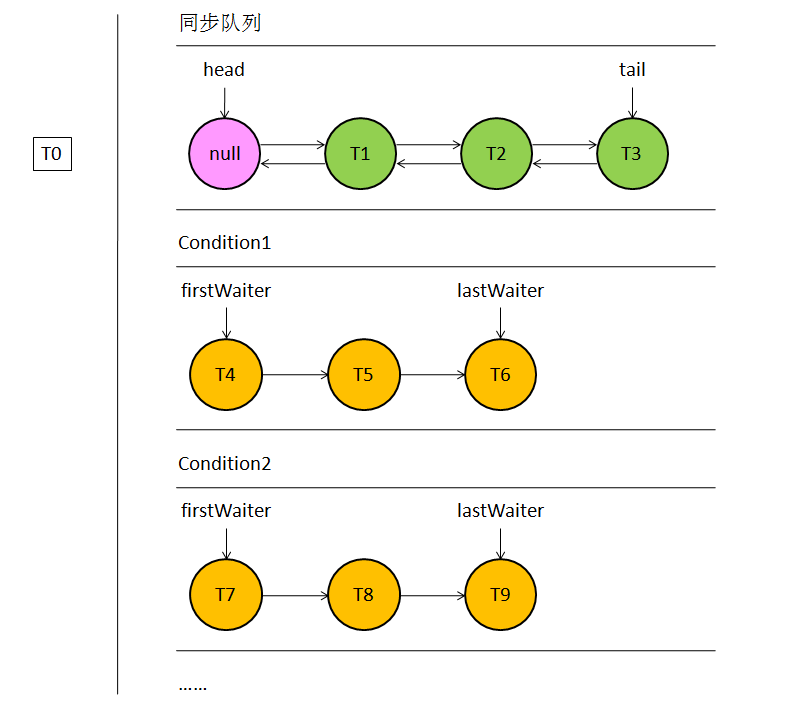 同步队列
head tail
T0
null T1 T2 T3
Condition1
firstWaiter lastWaiter
T4 T5 T6
Condition2
firstWaiter lastWaiter
T7 T8 T9
……